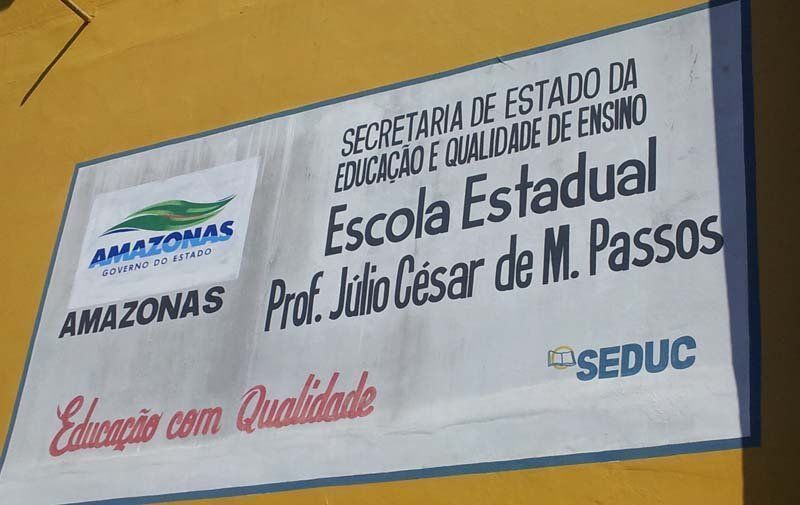 SECRETARIA DE ESTADO DA
EDUCAÇÃO E QUALIDADE DE ENSINO
Escola Estadual
Prof. Júlio César de M. Passos
AMAZONAS
GOVERNO DO ESTADO
AMAZONAS
SEDUC
Educação com Qualidade